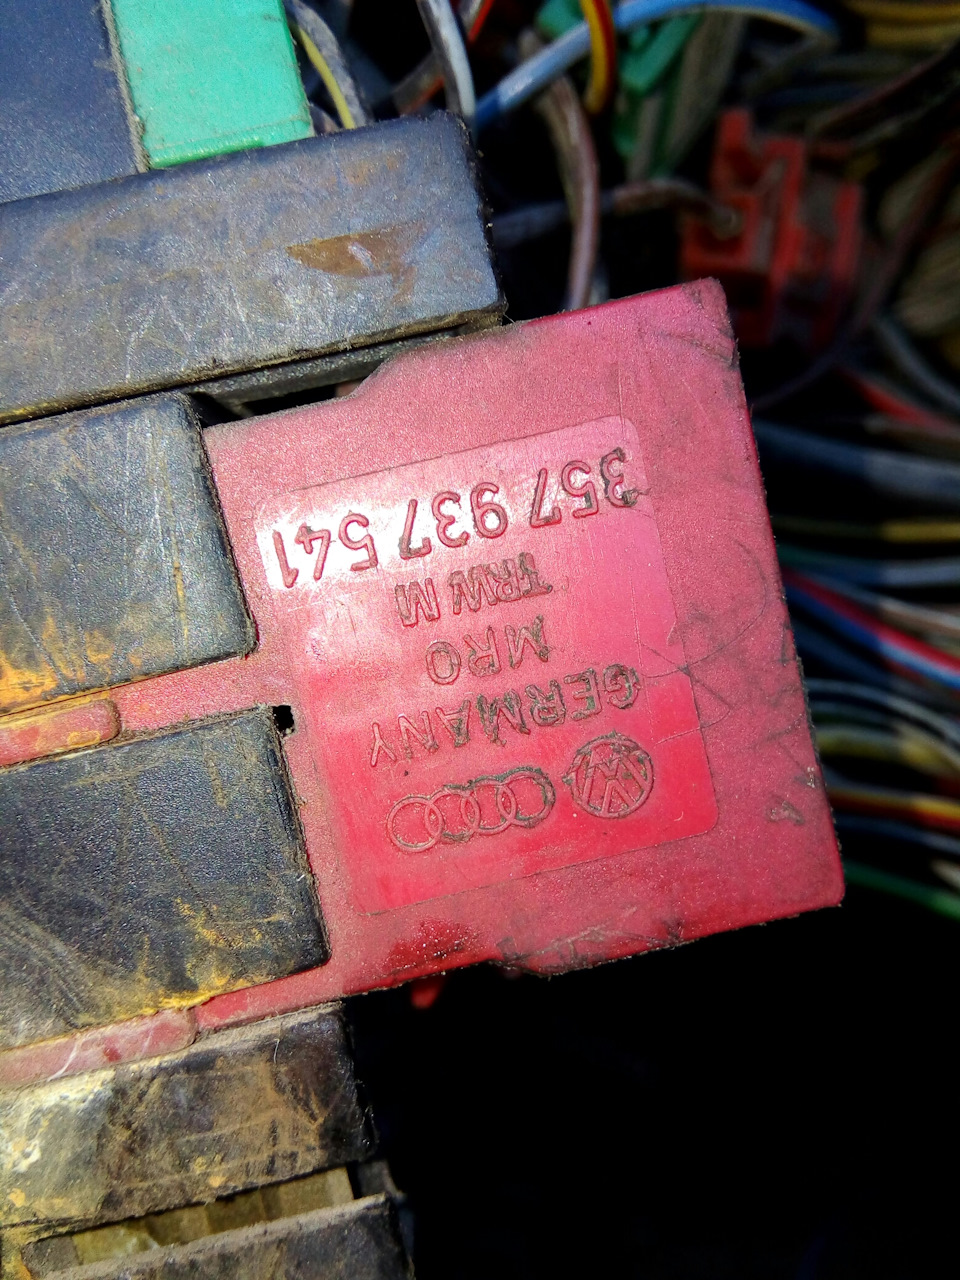 357 937 541
TRW M
MRO
GERMANY